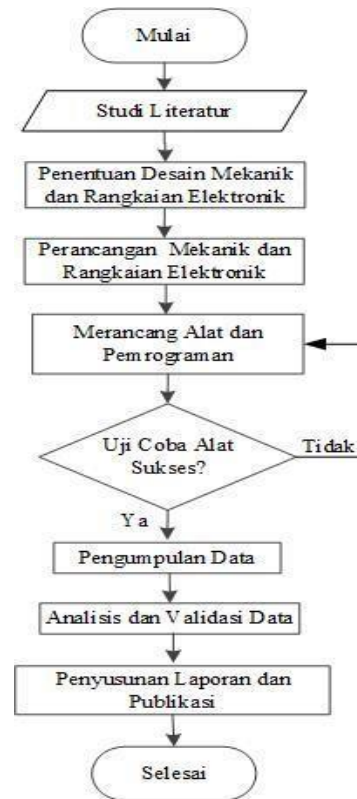 Mulai
Studi Literatur
Penentuan Desain Mekanik
dan Rangkaian Elektronik
Perancangan Mekanik dan
Rangkaian Elektronik
Merancang Alat dan
Pemrograman
Uji Coba Alat
Sukses?
Tidak
Ya
Pengumpulan Data
Analisis dan Validasi Data
Penyusunan Laporan dan
Publikasi
Selesai